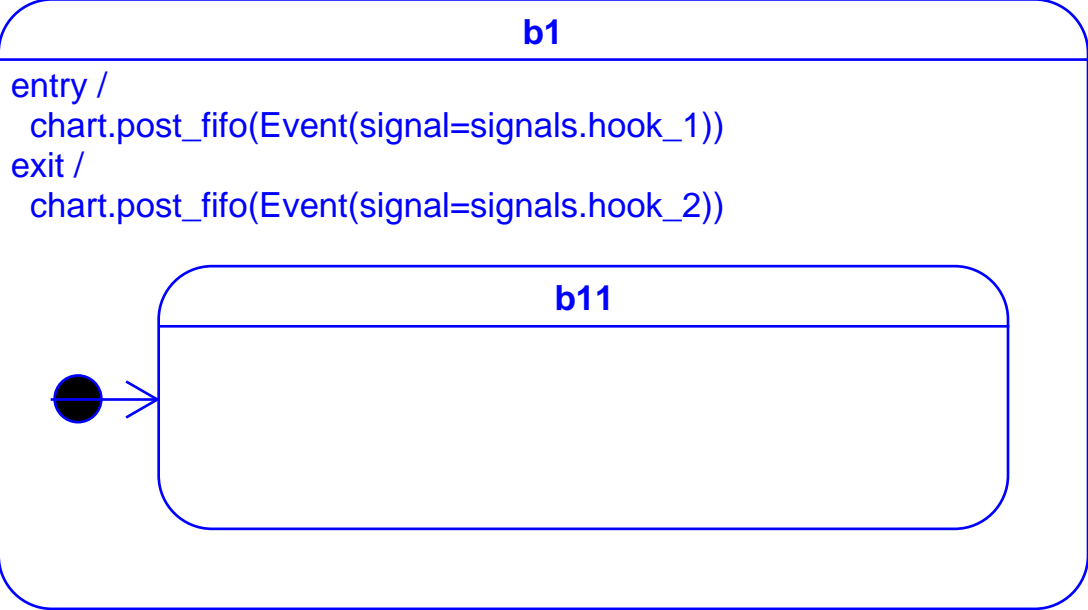 b1
entry /
chart.post_fifo(Event(signal=signals.hook_1))
exit /
chart.post_fifo(Event(signal=signals.hook_2))
b11